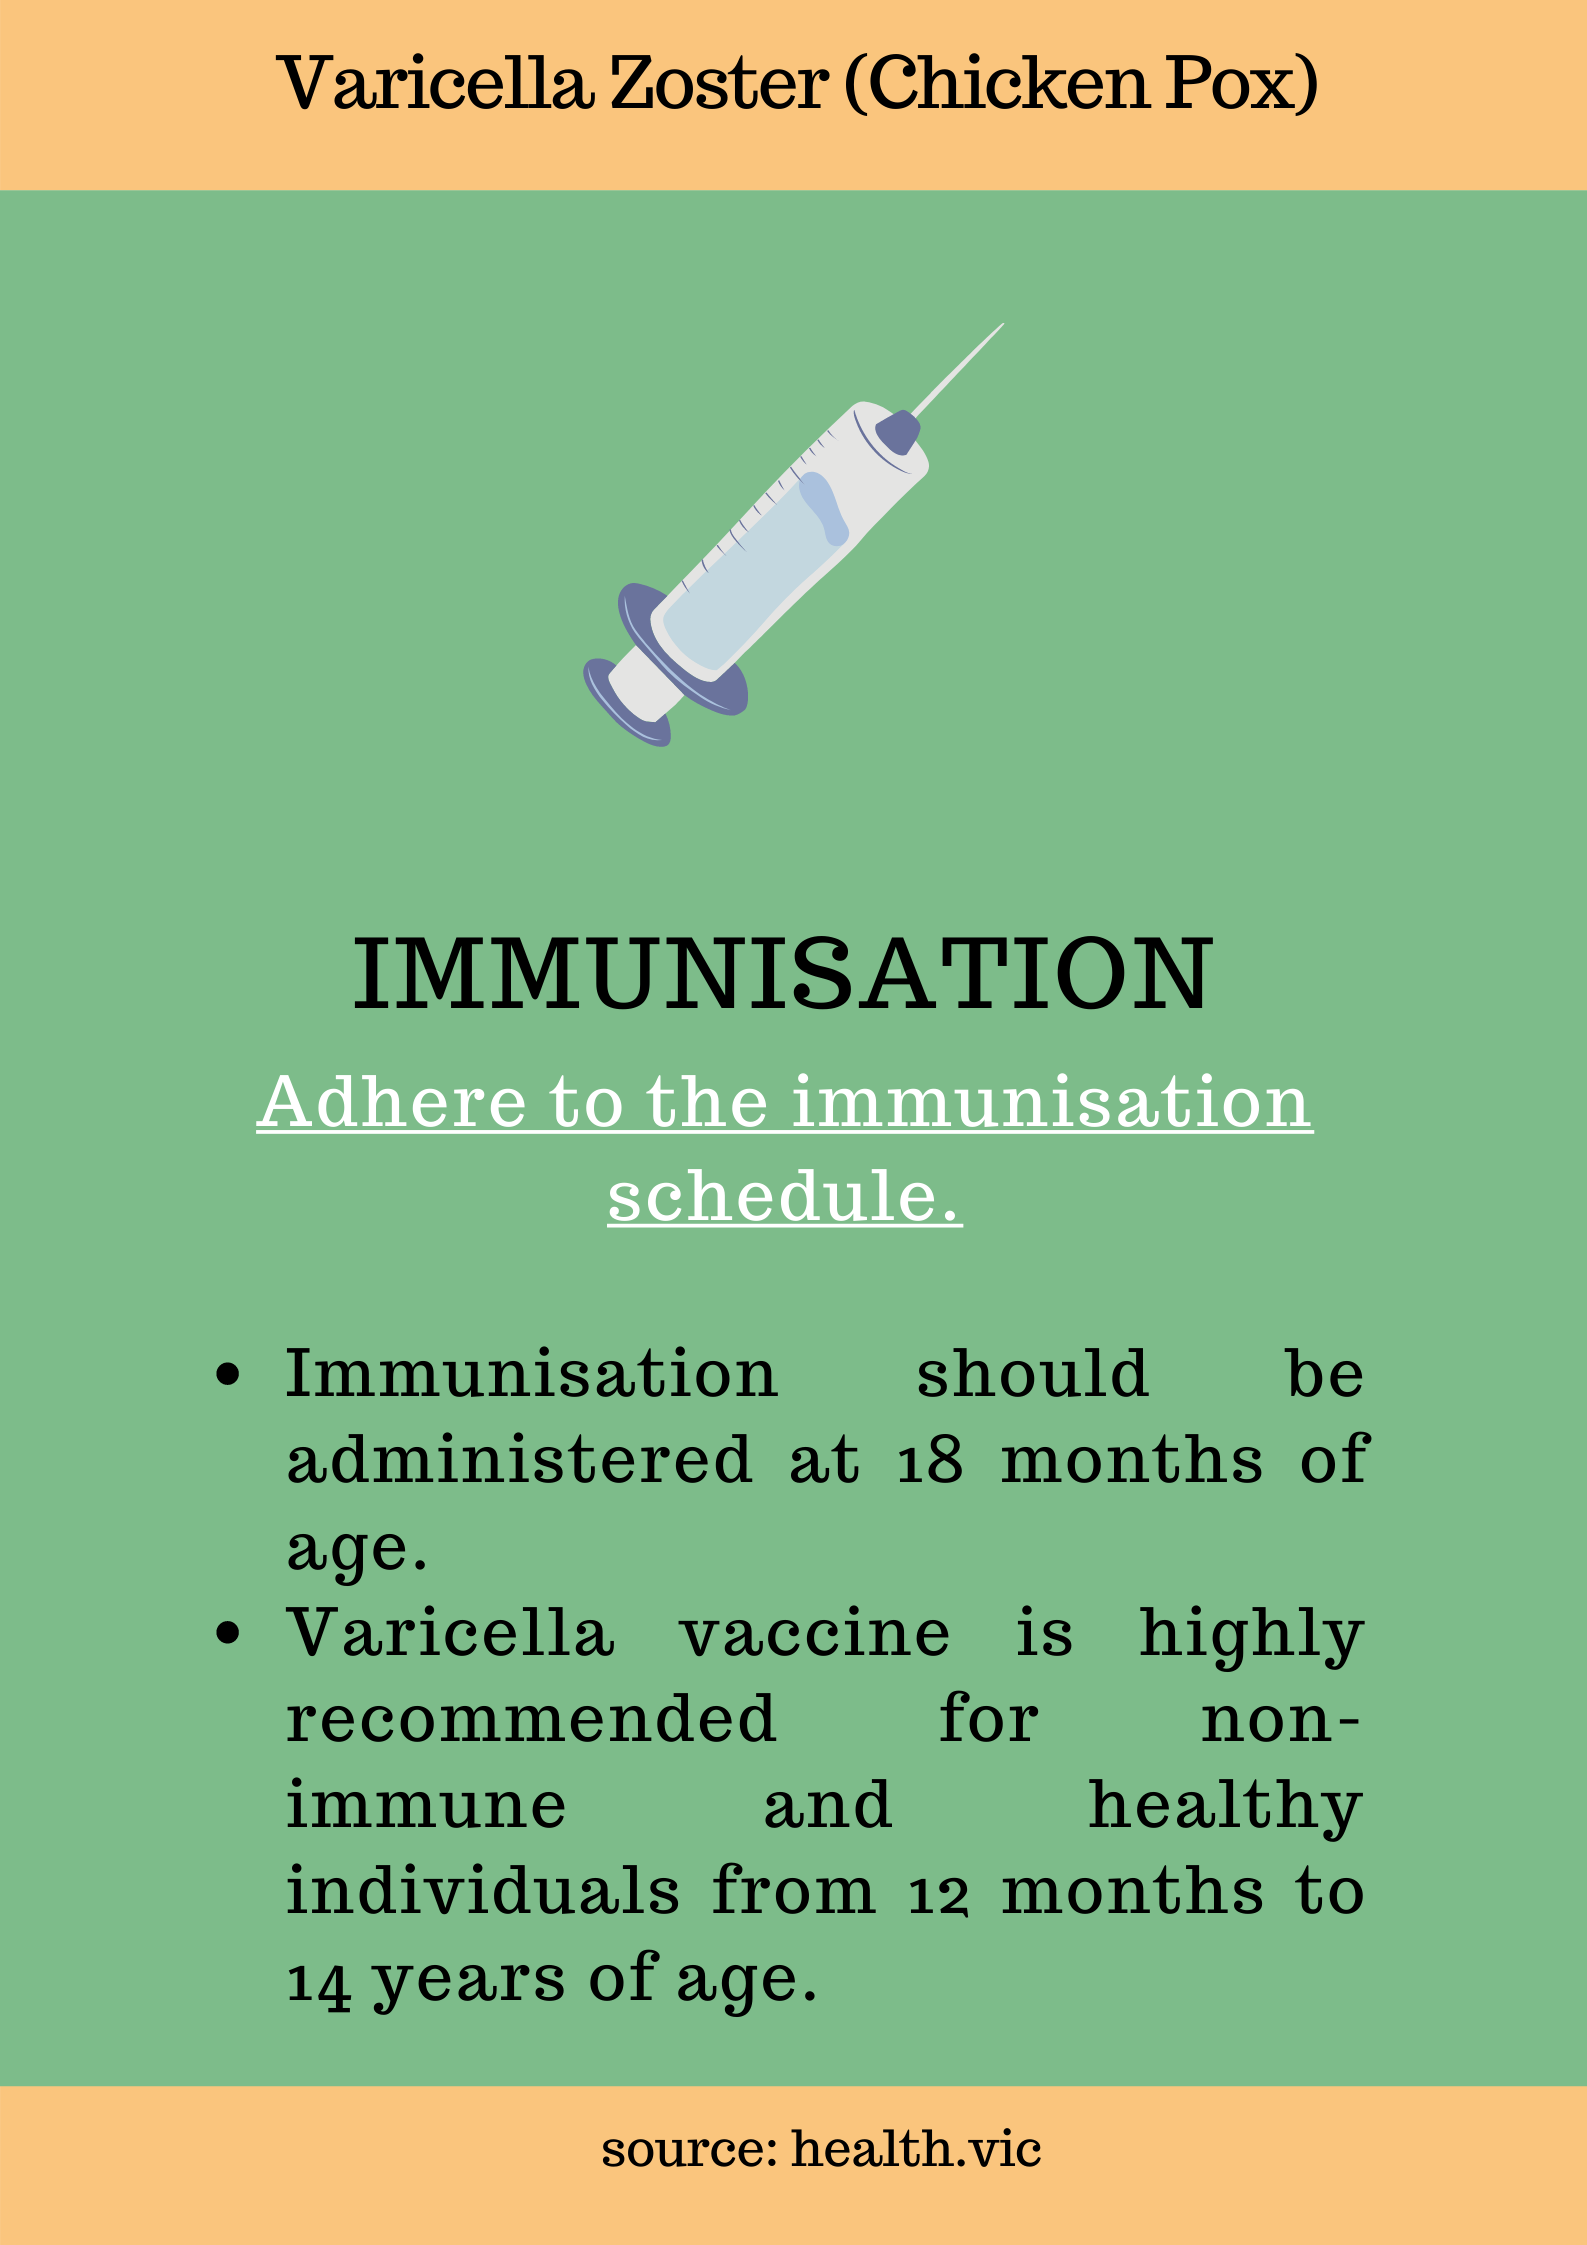 Varicella Zoster (Chicken Pox)
IMMUNISATION
Adhere to the immunisation
schedule.
• Immunisation should be
administered at 18 months of
age.
• Varicella vaccine is highly
recommended for non-
immune and healthy
individuals from 12 months to
14 years of age.
source: health.vic